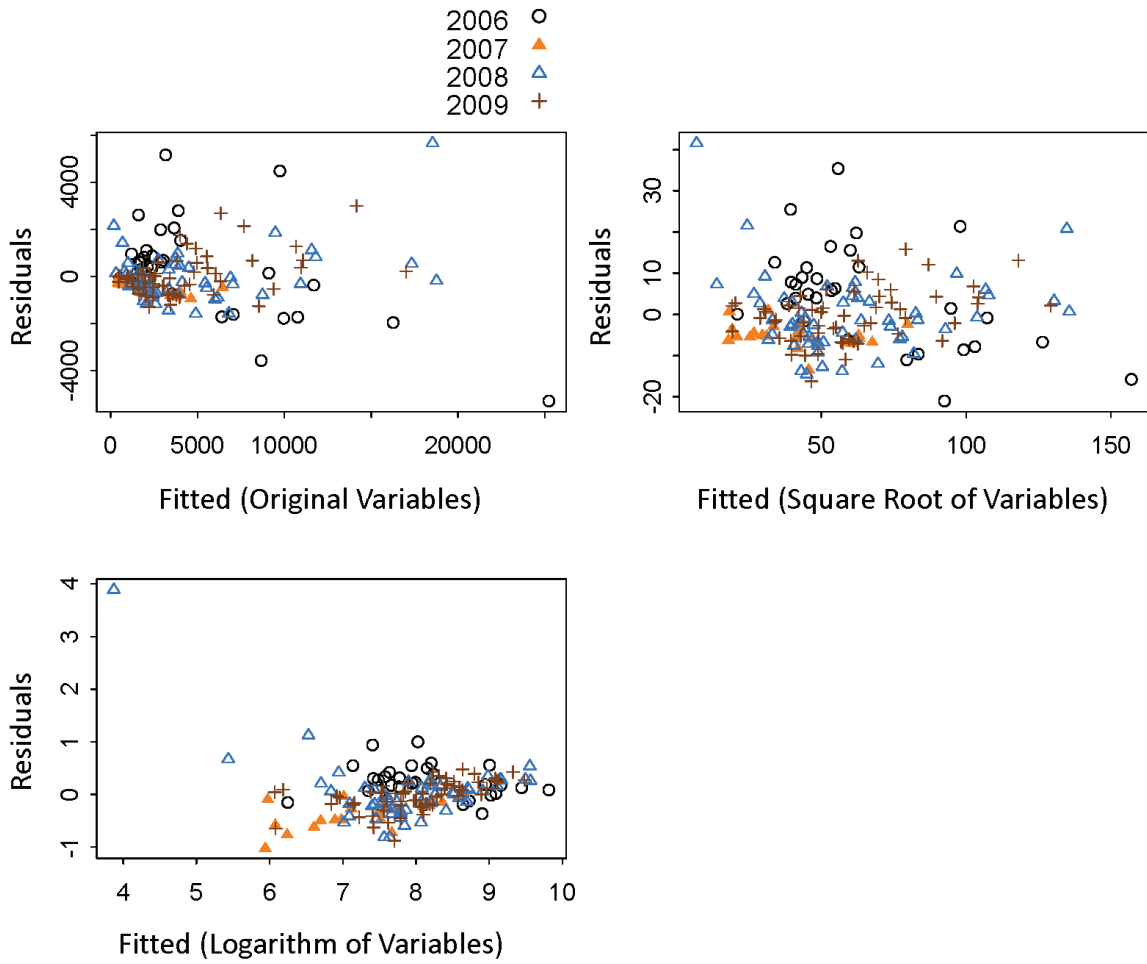 2006
2007
2008
2009
Residuals
4000
0
-4000
0 5000 10000 20000
Fitted (Original Variables)
Residuals
30
10
0
-20
50 100 150
Fitted (Square Root of Variables)
Residuals
4
3
2
1
0
-1
4 5 6 7 8 9 10
Fitted (Logarithm of Variables)